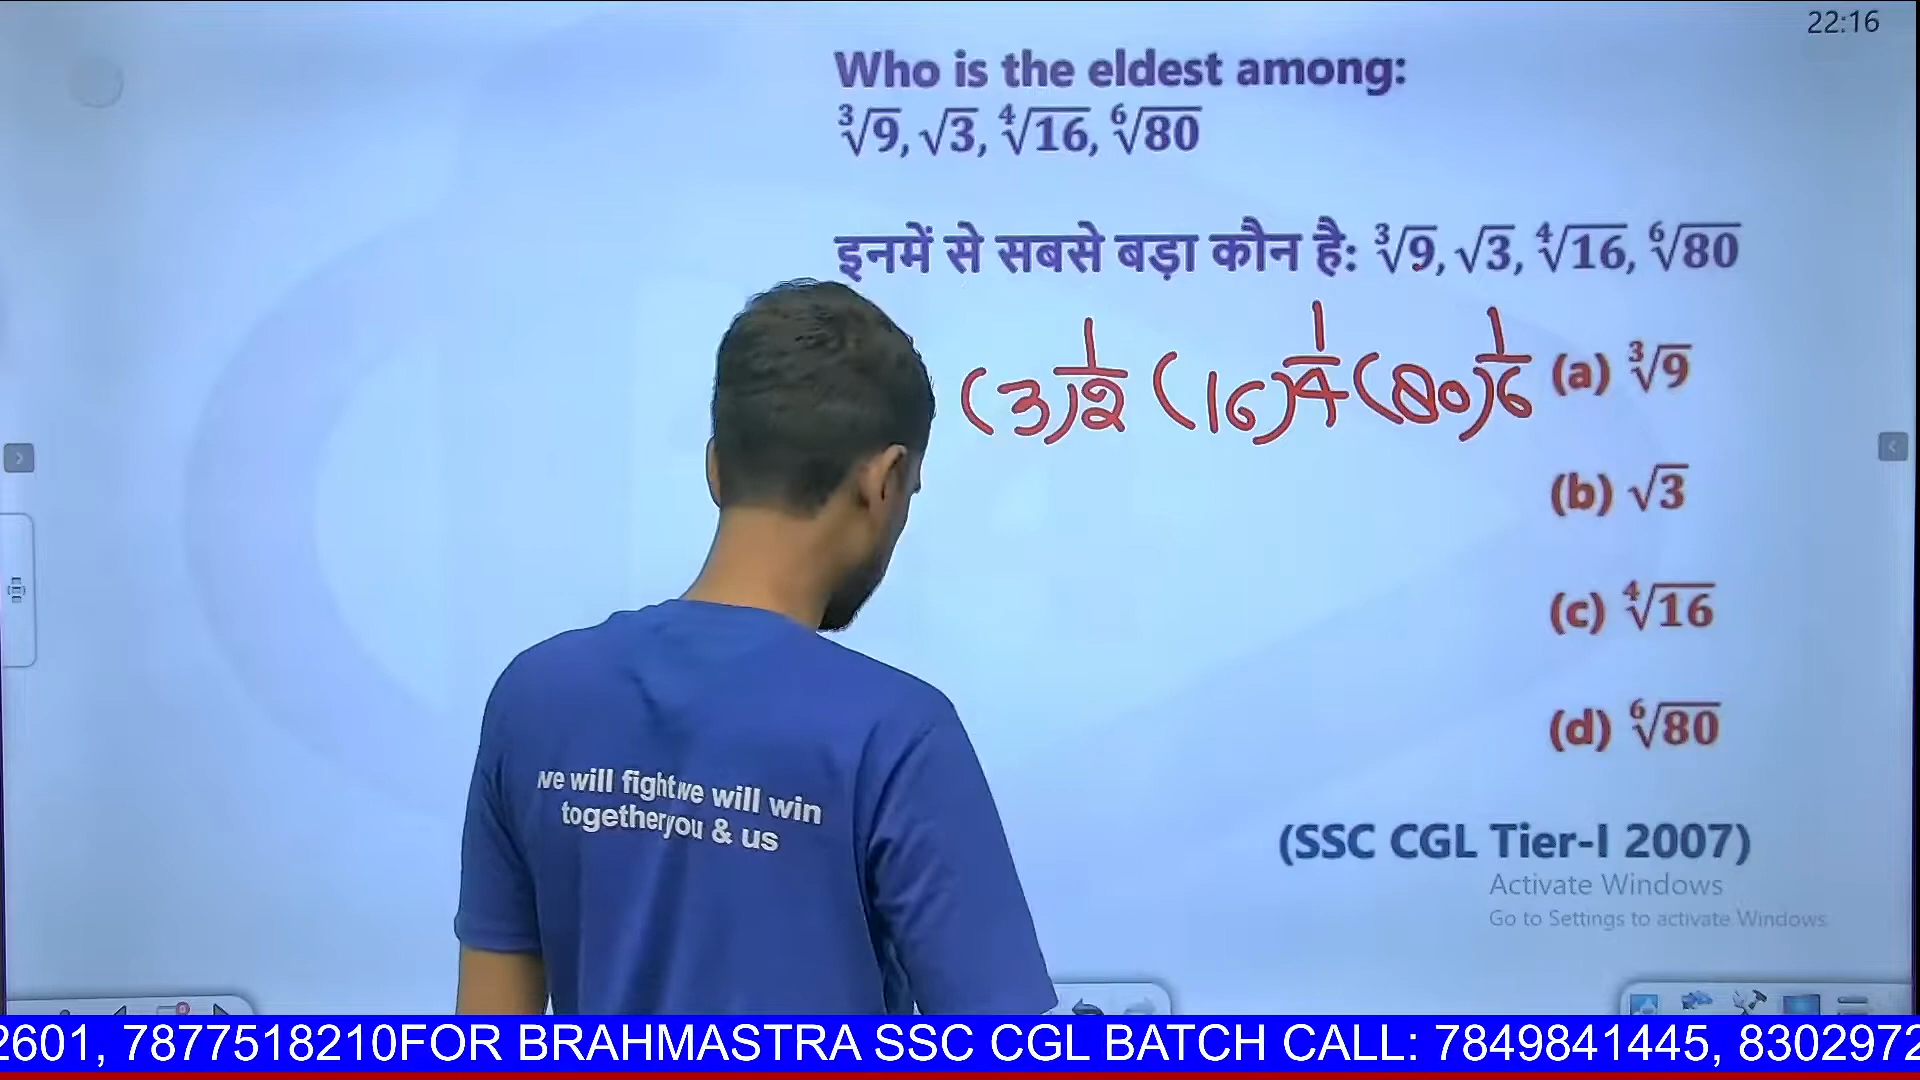 22:16
Who is the eldest among:
∛9, √3, ∜16, ⁶√80
इनमें से सबसे बड़ा कौन है: ∛9, √3, ∜16, ⁶√80
(3)^1/2 (16)^1/4 (80)^1/6
(a) ∛9
(b) √3
(c) ∜16
(d) ⁶√80
we will fight we will win
together you & us
(SSC CGL Tier-I 2007)
Activate Windows
Go to Settings to activate Windows.
2601, 7877518210FOR BRAHMASTRA SSC CGL BATCH CALL: 7849841445, 8302972